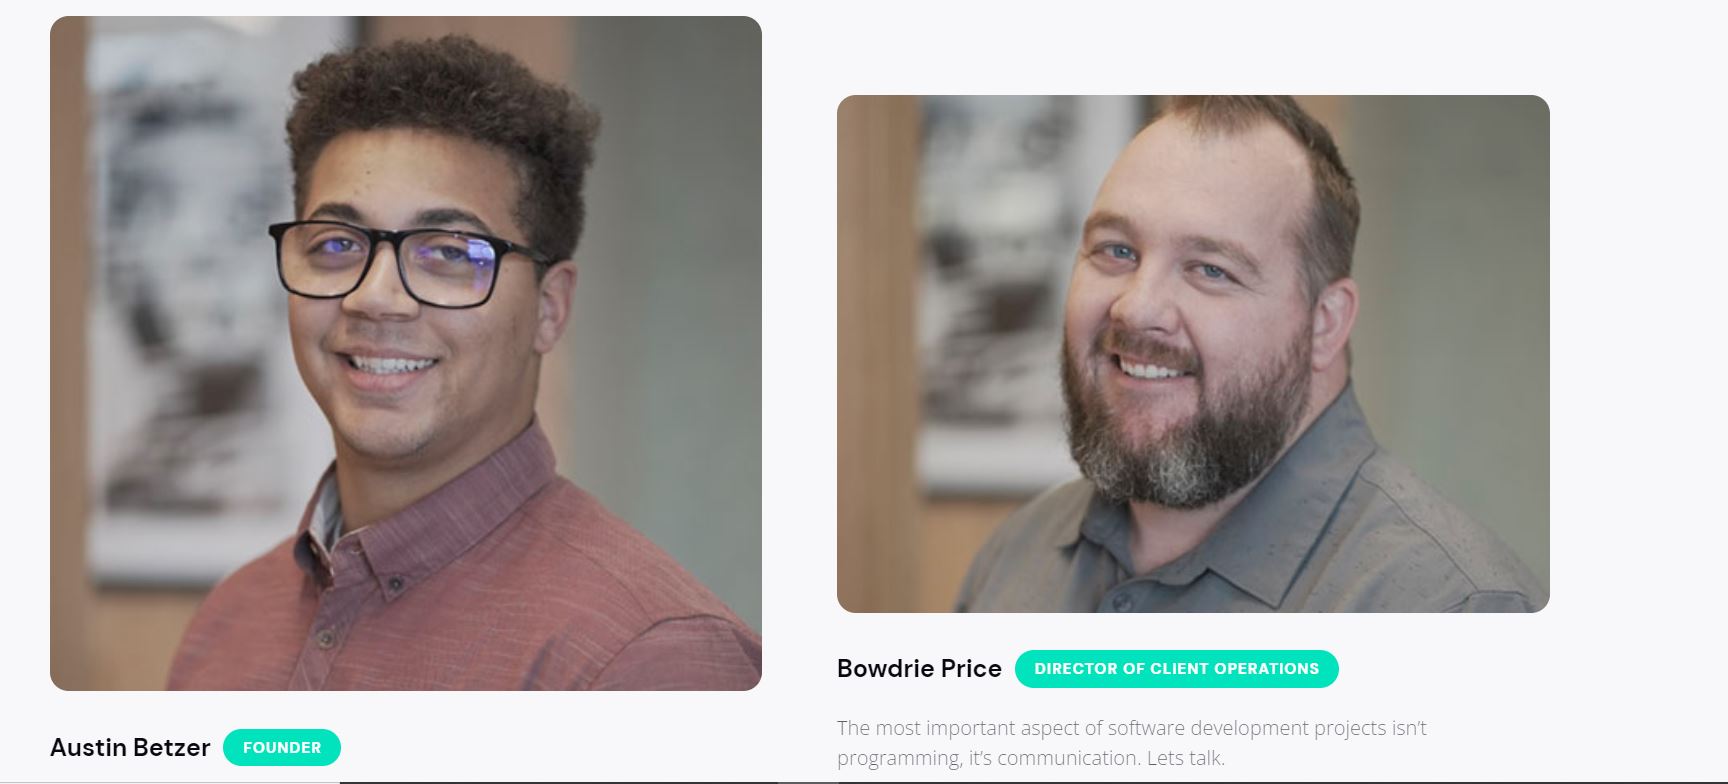 Austin Betzer FOUNDER
Bowdrie Price DIRECTOR OF CLIENT OPERATIONS
The most important aspect of software development projects isn’t
programming, it’s communication. Lets talk.